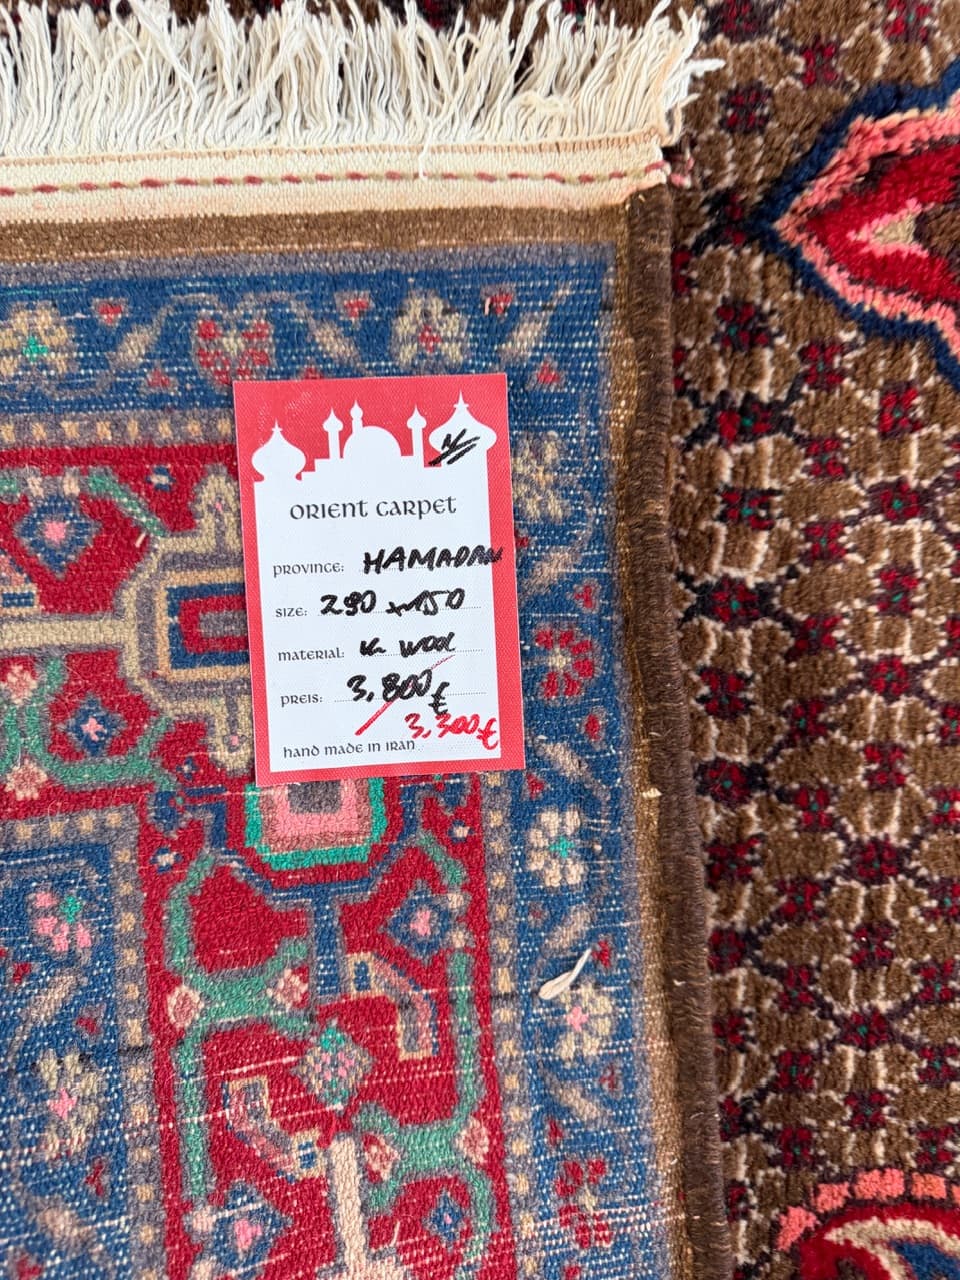 ORIENT CARPET
PROVINCE: HAMADAN
SIZE: 290 x 150
MATERIAL: WOOL
PREIS: 3,800 €
3,300 €
HAND MADE IN IRAN